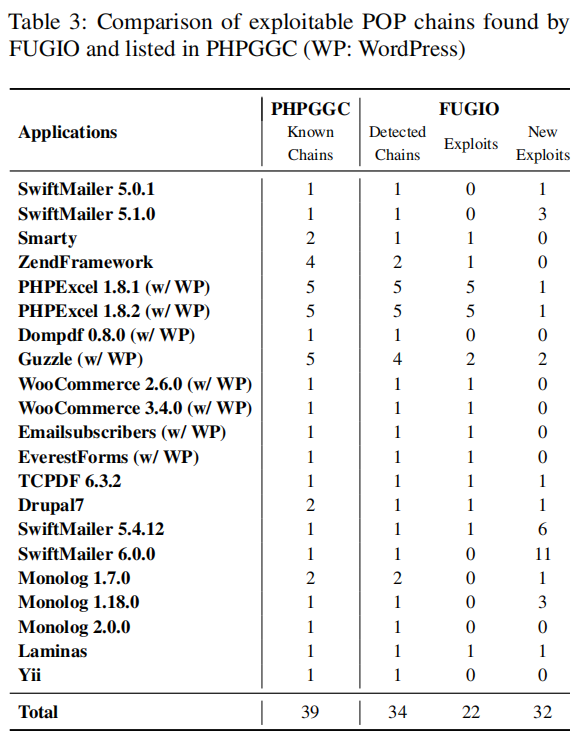 Table 3: Comparison of exploitable POP chains found by
FUGIO and listed in PHPGGC (WP: WordPress)
PHPGGC FUGIO
Applications Known Chains Detected Chains Exploits New Exploits
SwiftMailer 5.0.1 1 1 0 1
SwiftMailer 5.1.0 1 1 0 3
Smarty 2 1 1 0
ZendFramework 4 2 1 0
PHPExcel 1.8.1 (w/ WP) 5 5 5 1
PHPExcel 1.8.2 (w/ WP) 5 5 5 1
Dompdf 0.8.0 (w/ WP) 1 1 0 0
Guzzle (w/ WP) 5 4 2 2
WooCommerce 2.6.0 (w/ WP) 1 1 1 0
WooCommerce 3.4.0 (w/ WP) 1 1 1 0
Emailsubscribers (w/ WP) 1 1 1 0
EverestForms (w/ WP) 1 1 1 0
TCPDF 6.3.2 1 1 1 1
Drupal7 2 1 1 1
SwiftMailer 5.4.12 1 1 1 6
SwiftMailer 6.0.0 1 1 0 11
Monolog 1.7.0 2 2 0 1
Monolog 1.18.0 1 1 0 3
Monolog 2.0.0 1 1 0 0
Laminas 1 1 1 1
Yii 1 1 0 0
Total 39 34 22 32